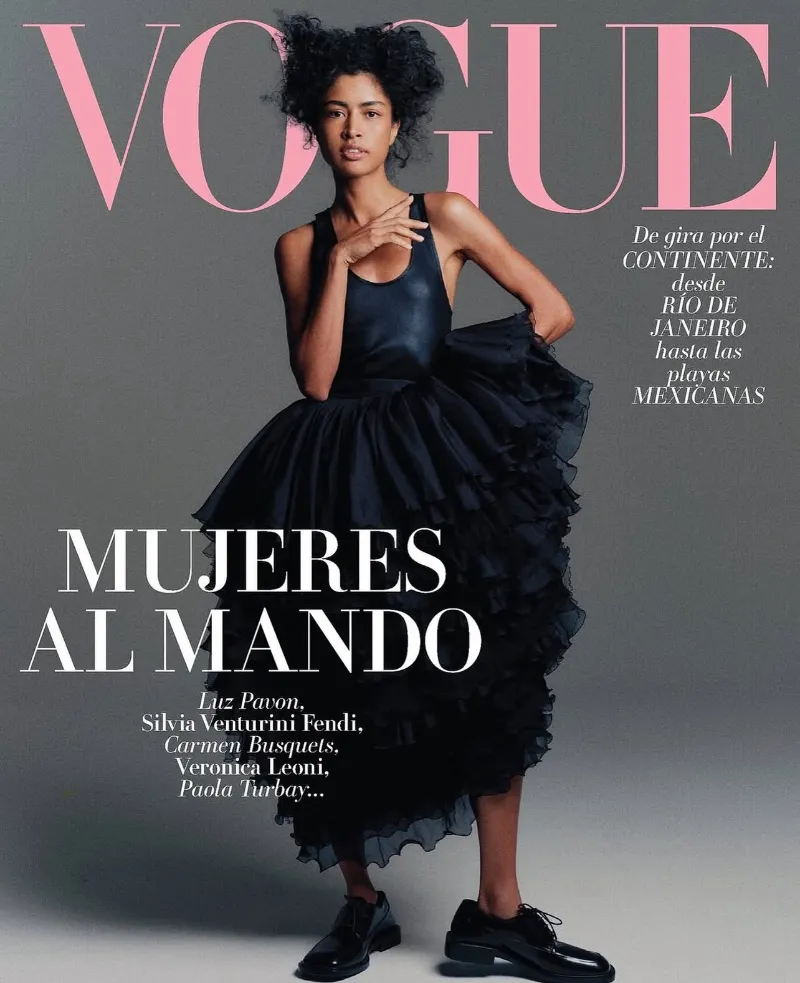 VOGUE
De gira por el
CONTINENTE:
desde
RÍO DE
JANEIRO
hasta las
playas
MEXICANAS
MUJERES
AL MANDO
Luz Pavon,
Silvia Venturini Fendi,
Carmen Busquets,
Veronica Leoni,
Paola Turbay...